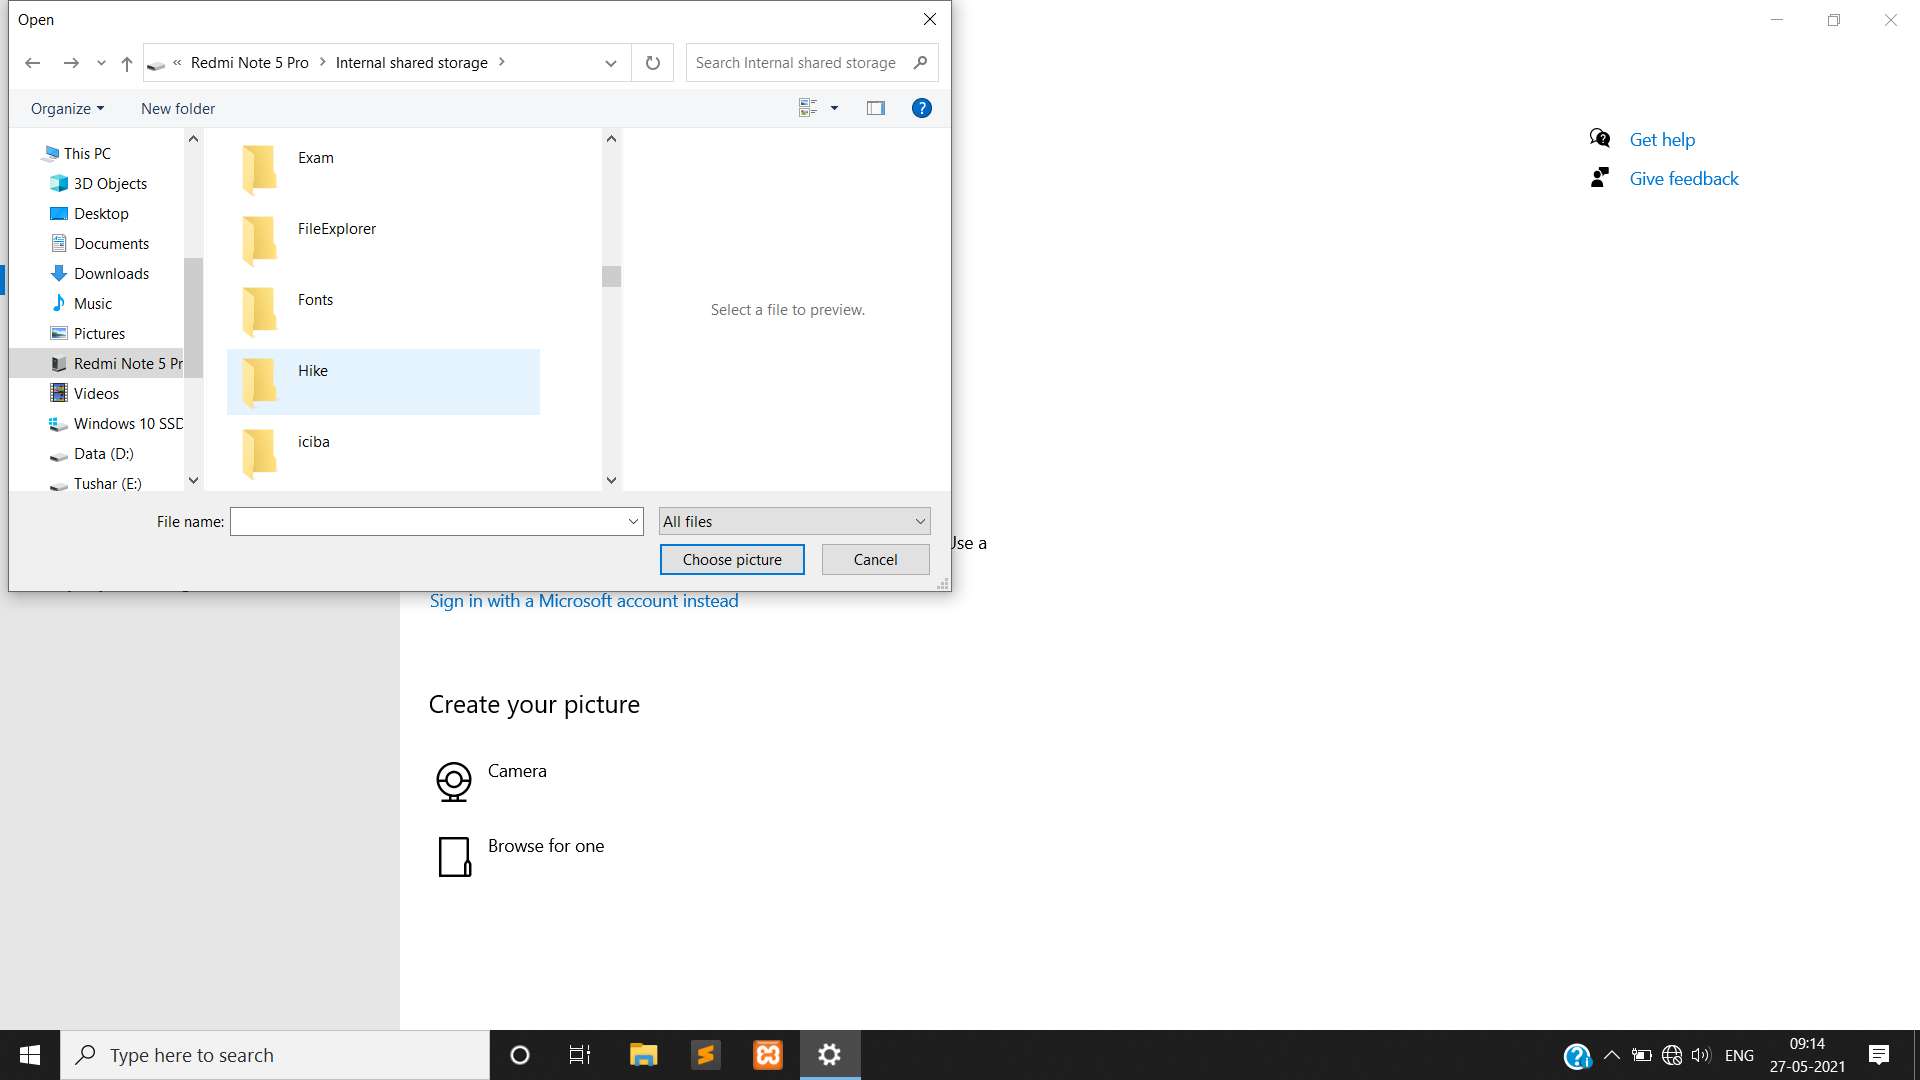 Open
Redmi Note 5 Pro
Internal shared storage
Search Internal shared storage
Organize
New folder
This PC
3D Objects
Desktop
Documents
Downloads
Music
Pictures
Redmi Note 5 Pr
Videos
Windows 10 SSD
Data (D:)
Tushar (E:)
Exam
FileExplorer
Fonts
Hike
iciba
Select a file to preview.
File name:
All files
Choose picture
Cancel
Get help
Give feedback
Use a
Sign in with a Microsoft account instead
Create your picture
Camera
Browse for one
Type here to search
ENG
09:14
27-05-2021